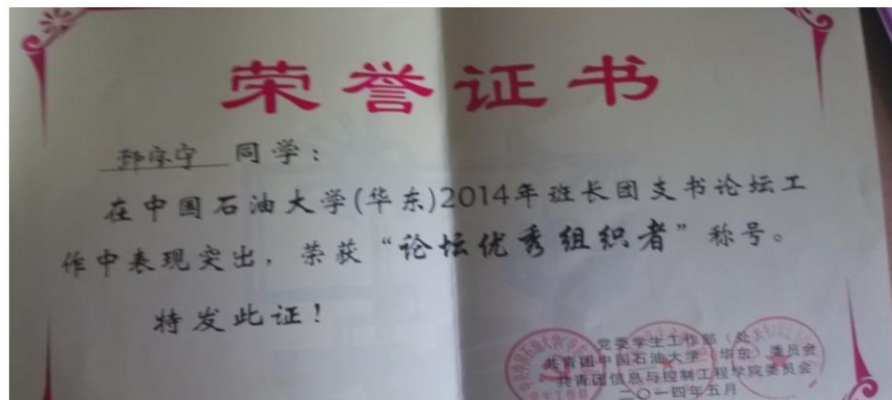 荣誉证书
同学：
在中国石油大学(华东)2014年班长团支书论坛工
作中表现突出，荣获“论坛优秀组织者”称号。
特发此证！
党委学生工作部（处）
共青团中国石油大学（华东）委员会
共青团信息与控制工程学院委员会
二〇一四年五月